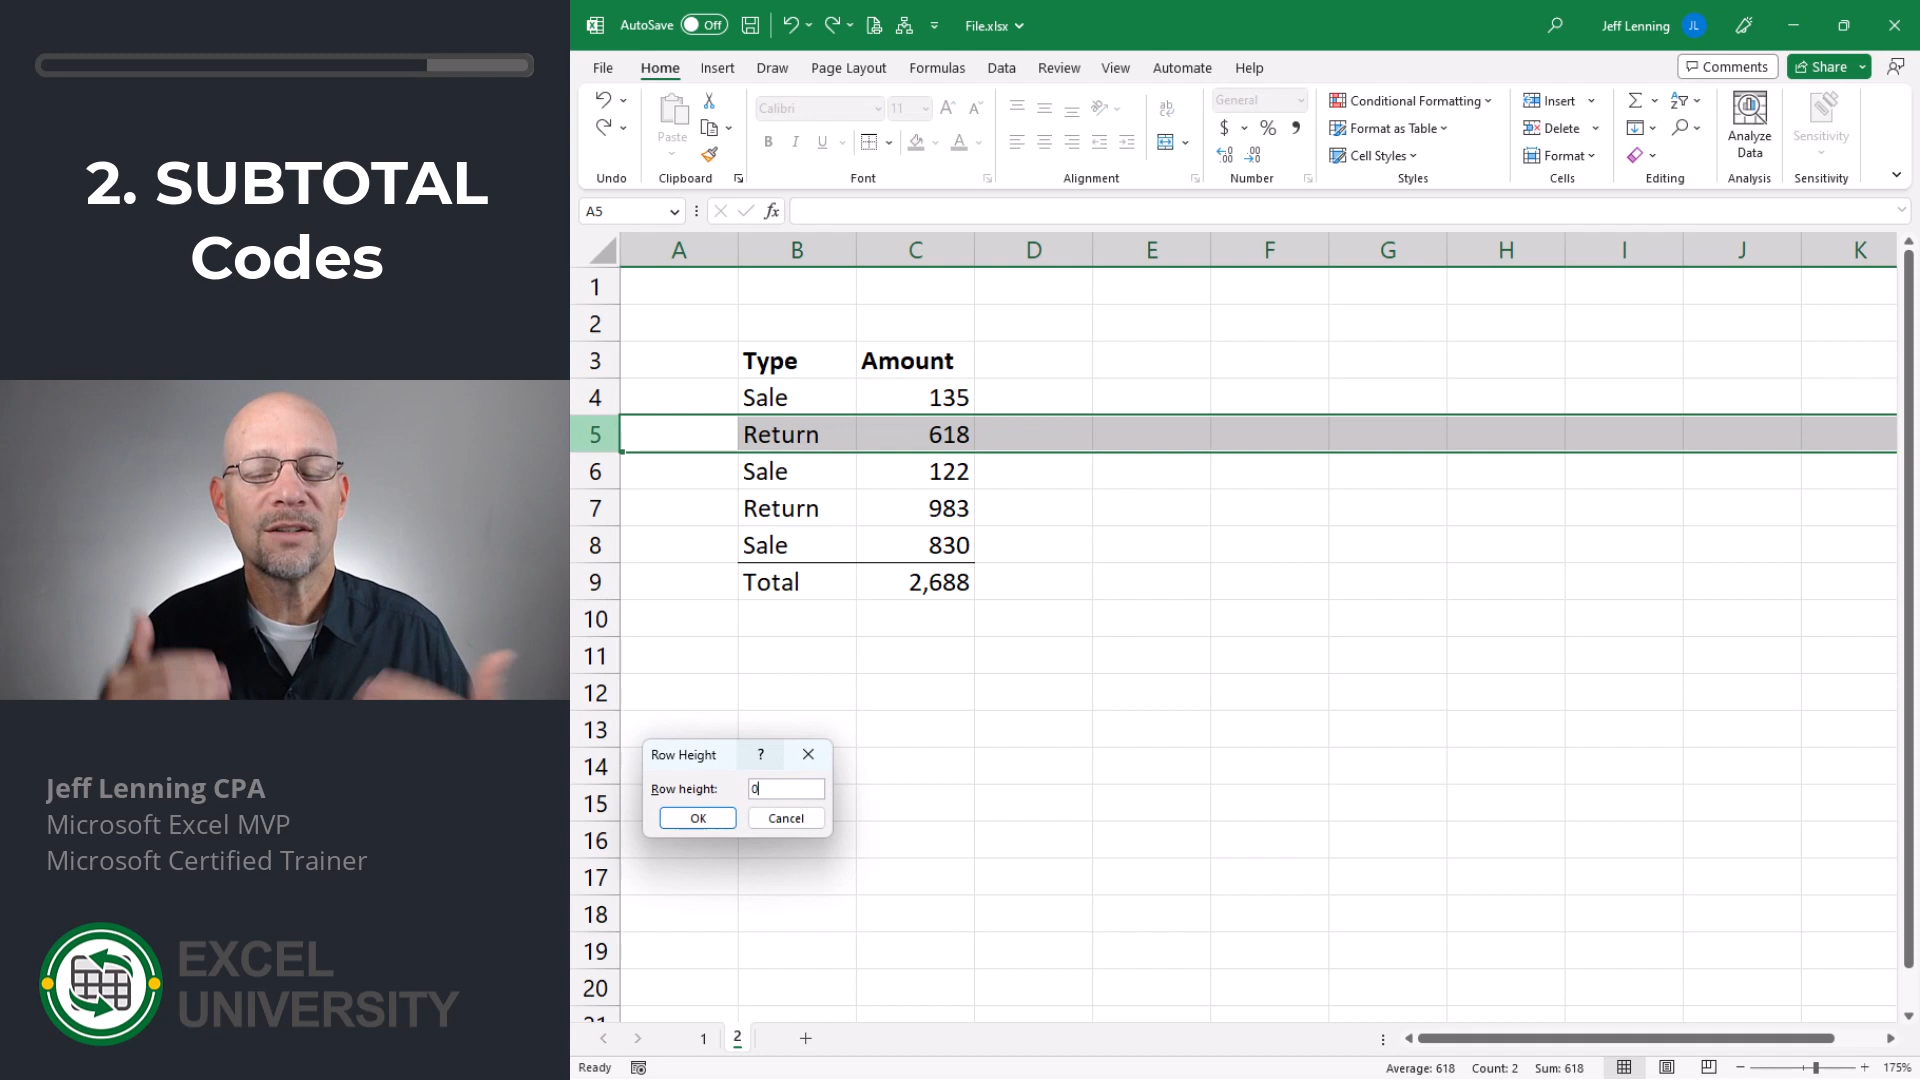 2. SUBTOTAL
Codes
Jeff Lenning CPA
Microsoft Excel MVP
Microsoft Certified Trainer
EXCEL
UNIVERSITY
AutoSave Off
File.xlsx
Jeff Lenning JL
File Home Insert Draw Page Layout Formulas Data Review View Automate Help
Comments Share
Paste
Calibri 11
B I U
General
$ % 9
Conditional Formatting
Format as Table
Cell Styles
Insert
Delete
Format
Analyze
Data
Sensitivity
Undo Clipboard Font Alignment Number Styles Cells Editing Analysis Sensitivity
A5 fx
A B C D E F G H I J K
1
2
3 Type Amount
4 Sale 135
5 Return 618
6 Sale 122
7 Return 983
8 Sale 830
9 Total 2,688
10
11
12
13
14
15
16
17
18
19
20
21
Row Height ? 
Row height: 0
OK Cancel
1 2 +
Ready
Average: 618 Count: 2 Sum: 618 175%